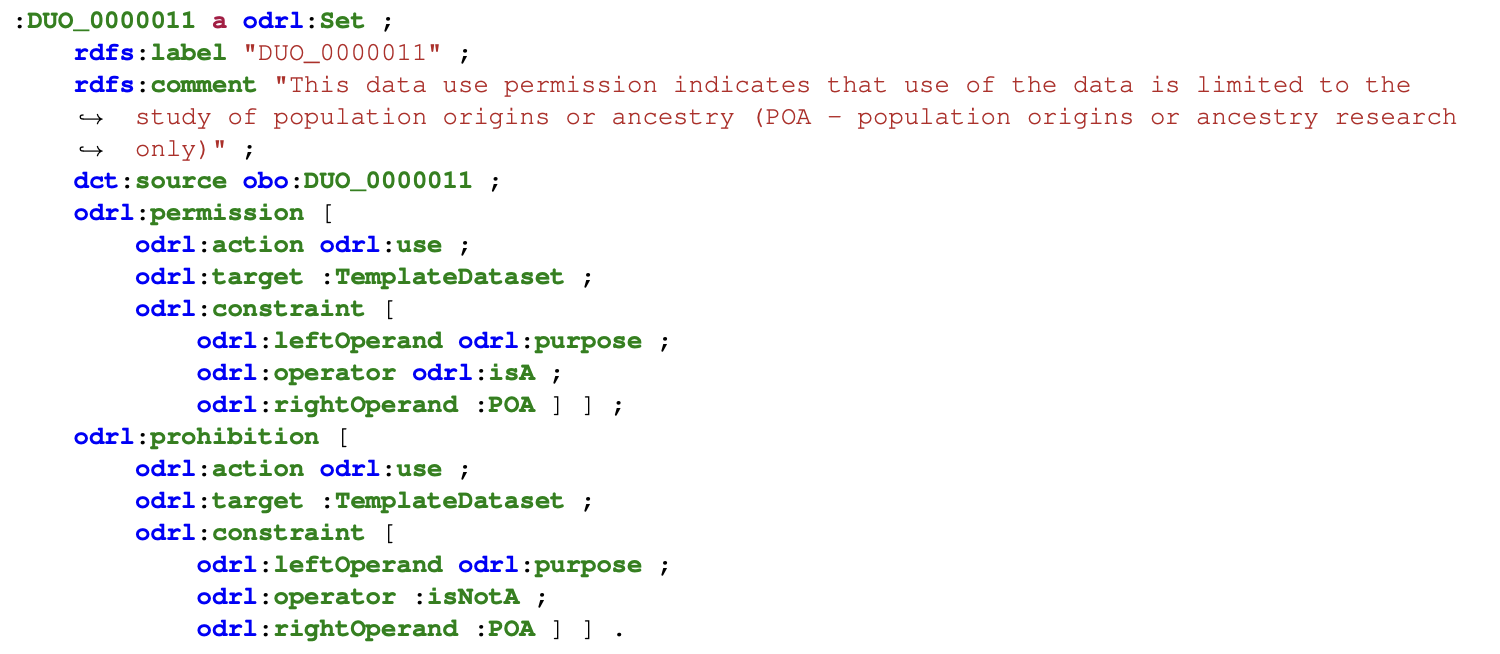 :DUO_0000011 a odrl:Set ;
    rdfs:label "DUO_0000011" ;
    rdfs:comment "This data use permission indicates that use of the data is limited to the
    ↪  study of population origins or ancestry (POA - population origins or ancestry research
    ↪  only)" ;
    dct:source obo:DUO_0000011 ;
    odrl:permission [
        odrl:action odrl:use ;
        odrl:target :TemplateDataset ;
        odrl:constraint [
            odrl:leftOperand odrl:purpose ;
            odrl:operator odrl:isA ;
            odrl:rightOperand :POA ] ] ;
    odrl:prohibition [
        odrl:action odrl:use ;
        odrl:target :TemplateDataset ;
        odrl:constraint [
            odrl:leftOperand odrl:purpose ;
            odrl:operator :isNotA ;
            odrl:rightOperand :POA ] ] .